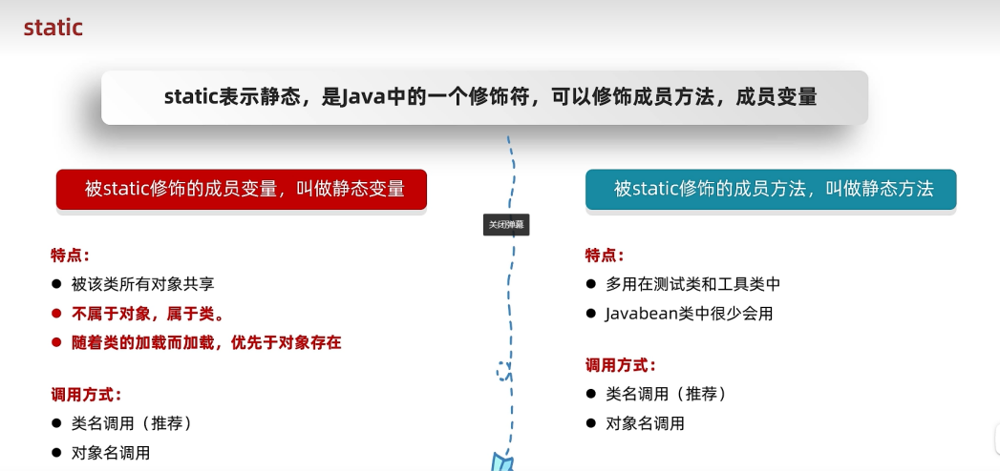 static
static表示静态，是Java中的一个修饰符，可以修饰成员方法，成员变量
被static修饰的成员变量，叫做静态变量
特点：
被该类所有对象共享
不属于对象，属于类。
随着类的加载而加载，优先于对象存在
调用方式：
类名调用（推荐）
对象名调用
关闭弹幕
被static修饰的成员方法，叫做静态方法
特点：
多用在测试类和工具类中
Javabean类中很少会用
调用方式：
类名调用（推荐）
对象名调用